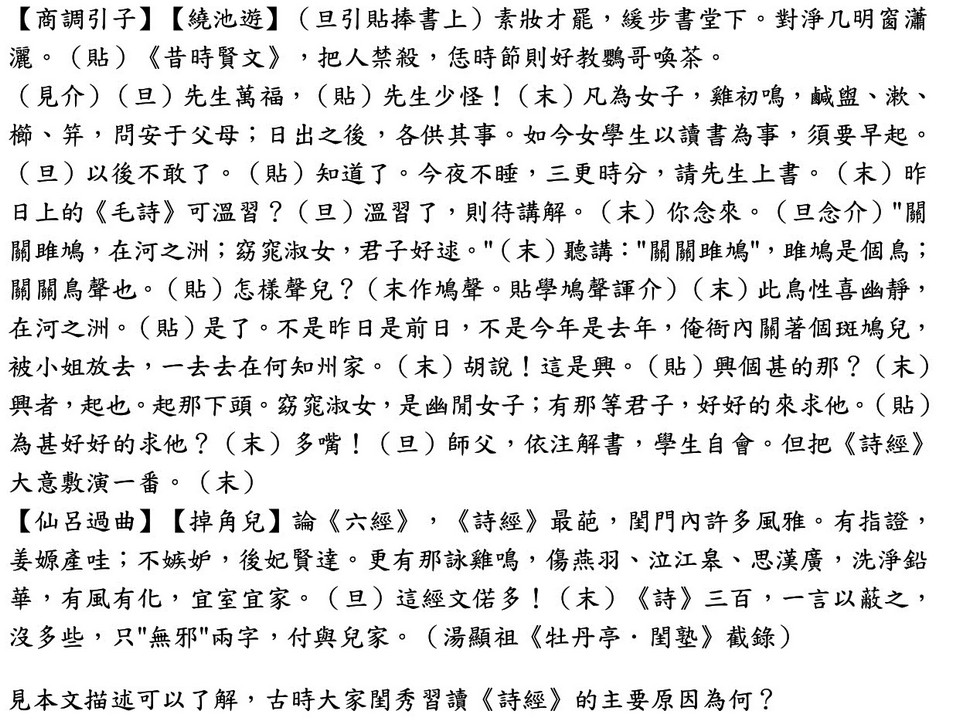 【商調引子】【繞池遊】（旦引貼捧書上）素妝才罷，緩步書堂下。對淨几明窗瀟
灑。（貼）《昔時賢文》，把人禁殺，恁時節則好教鸚哥喚茶。
（見介）（旦）先生萬福，（貼）先生少怪！（末）凡為女子，雞初鳴，鹹盥、漱、
櫛、笄，問安于父母；日出之後，各供其事。如今女學生以讀書為事，須要早起。
（旦）以後不敢了。（貼）知道了。今夜不睡，三更時分，請先生上書。（末）昨
日上的《毛詩》可溫習？（旦）溫習了，則待講解。（末）你念來。（旦念介）"關
關雎鳩，在河之洲；窈窕淑女，君子好逑。"（末）聽講："關關雎鳩"，雎鳩是個鳥；
關關鳥聲也。（貼）怎樣聲兒？（末作鳩聲。貼學鳩聲諢介）（末）此鳥性喜幽靜，
在河之洲。（貼）是了。不是昨日是前日，不是今年是去年，俺衙內關著個斑鳩兒，
被小姐放去，一去去在何知州家。（末）胡說！這是興。（貼）興個甚的那？（末）
興者，起也。起那下頭。窈窕淑女，是幽閒女子；有那等君子，好好的來求他。（貼）
為甚好好的求他？（末）多嘴！（旦）師父，依注解書，學生自會。但把《詩經》
大意敷演一番。（末）
【仙呂過曲】【掉角兒】論《六經》，《詩經》最葩，閨門內許多風雅。有指證，
姜嫄產哇；不嫉妒，後妃賢達。更有那詠雞鳴，傷燕羽、泣江皋、思漢廣，洗淨鉛
華，有風有化，宜室宜家。（旦）這經文偌多！（末）《詩》三百，一言以蔽之，
沒多些，只"無邪"兩字，付與兒家。（湯顯祖《牡丹亭．閨塾》截錄）
見本文描述可以了解，古時大家閨秀習讀《詩經》的主要原因為何？